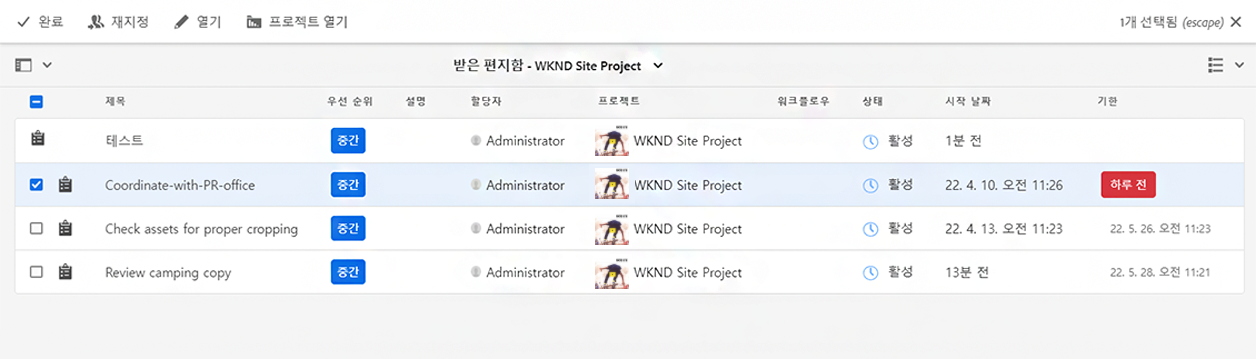 완료 재지정 열기 프로젝트 열기 1개 선택됨 (escape)
받은 편지함 - WKND Site Project
제목 우선 순위 설명 할당자 프로젝트 워크플로우 상태 시작 날짜 기한
테스트 중간 Administrator WKND Site Project 활성 1분 전
Coordinate-with-PR-office 중간 Administrator WKND Site Project 활성 22. 4. 10. 오전 11:26 하루 전
Check assets for proper cropping 중간 Administrator WKND Site Project 활성 22. 4. 13. 오전 11:23 22. 5. 26. 오전 11:23
Review camping copy 중간 Administrator WKND Site Project 활성 13분 전 22. 5. 28. 오전 11:21